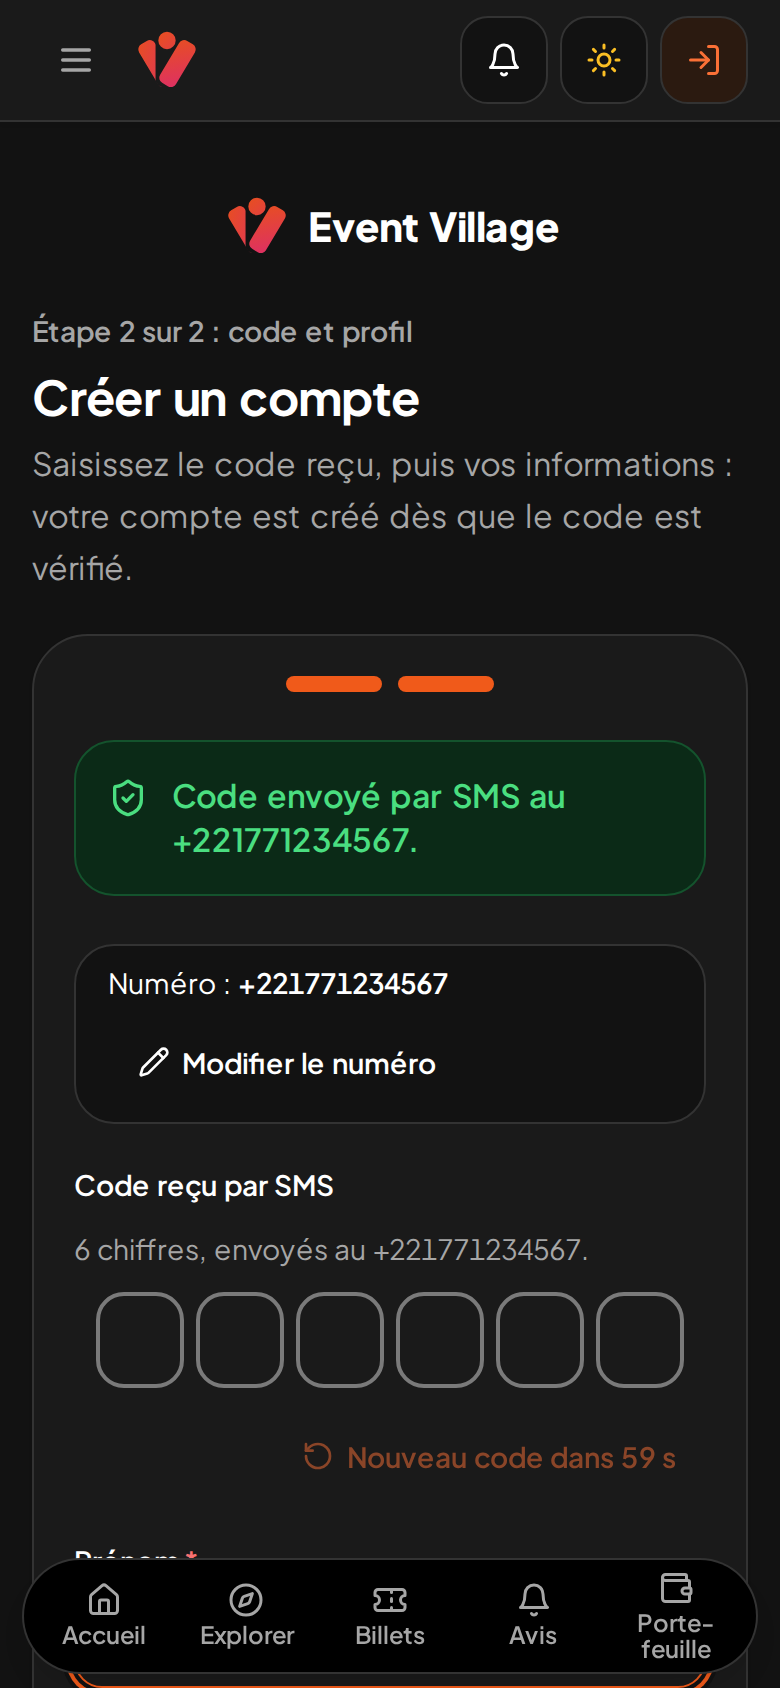 Event Village
Étape 2 sur 2 : code et profil
Créer un compte
Saisissez le code reçu, puis vos informations :
votre compte est créé dès que le code est
vérifié.
Code envoyé par SMS au
+221771234567.
Numéro : +221771234567
Modifier le numéro
Code reçu par SMS
6 chiffres, envoyés au +221771234567.
Nouveau code dans 59 s
Prénom *
Accueil
Explorer
Billets
Avis
Porte-
feuille